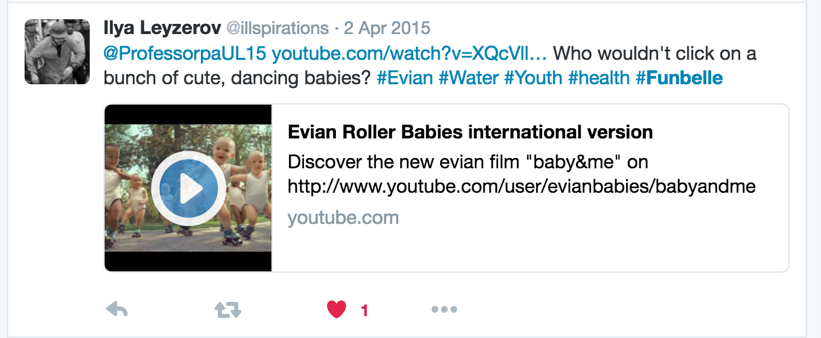 Ilya Leyzerov @illspirations · 2 Apr 2015
@ProfessorpaUL15 youtube.com/watch?v=XQcVll… Who wouldn't click on a
bunch of cute, dancing babies? #Evian #Water #Youth #health #Funbelle
Evian Roller Babies international version
Discover the new evian film "baby&me" on
http://www.youtube.com/user/evianbabies/babyandme
youtube.com
1